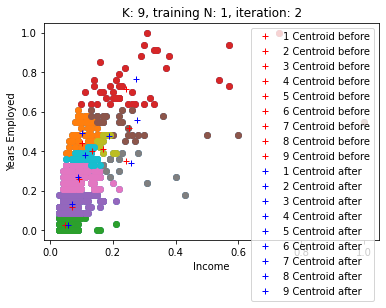 K: 9, training N: 1, iteration: 2
1 Centroid before
2 Centroid before
3 Centroid before
4 Centroid before
5 Centroid before
6 Centroid before
7 Centroid before
8 Centroid before
9 Centroid before
1 Centroid after
2 Centroid after
3 Centroid after
4 Centroid after
5 Centroid after
6 Centroid after
7 Centroid after
8 Centroid after
9 Centroid after
Years Employed
1.0
0.8
0.6
0.4
0.2
0.0
0.0
0.2
0.4
0.6
0.8
1.0
Income